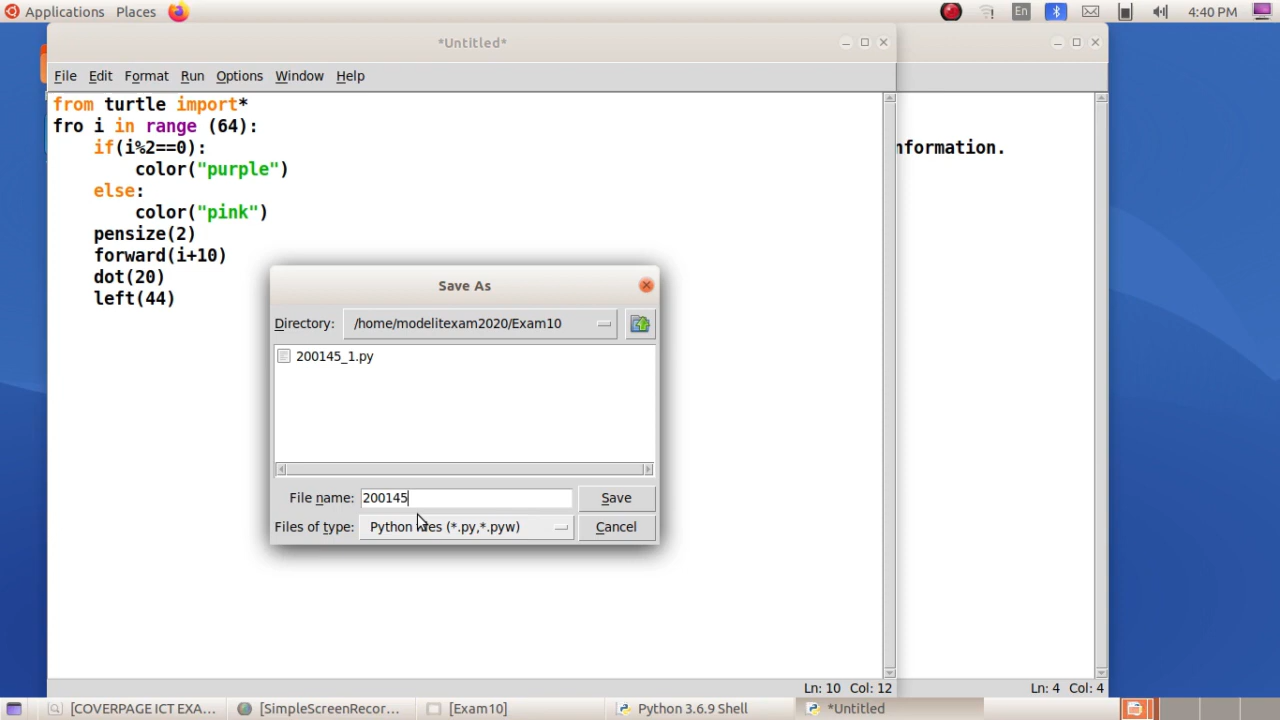 Applications Places En 4:40 PM
*Untitled*
File Edit Format Run Options Window Help
from turtle import*
fro i in range (64):
    if(i%2==0):
        color("purple")
    else:
        color("pink")
    pensize(2)
    forward(i+10)
    dot(20)
    left(44)
nformation.
Save As
Directory: /home/modelitexam2020/Exam10
200145_1.py
File name: 200145 Save
Files of type: Python (*.py,*.pyw) Cancel
Ln: 10 Col: 12
Ln: 4 Col: 4
[COVERPAGE ICT EXA... [SimpleScreenRecor... [Exam10] Python 3.6.9 Shell *Untitled